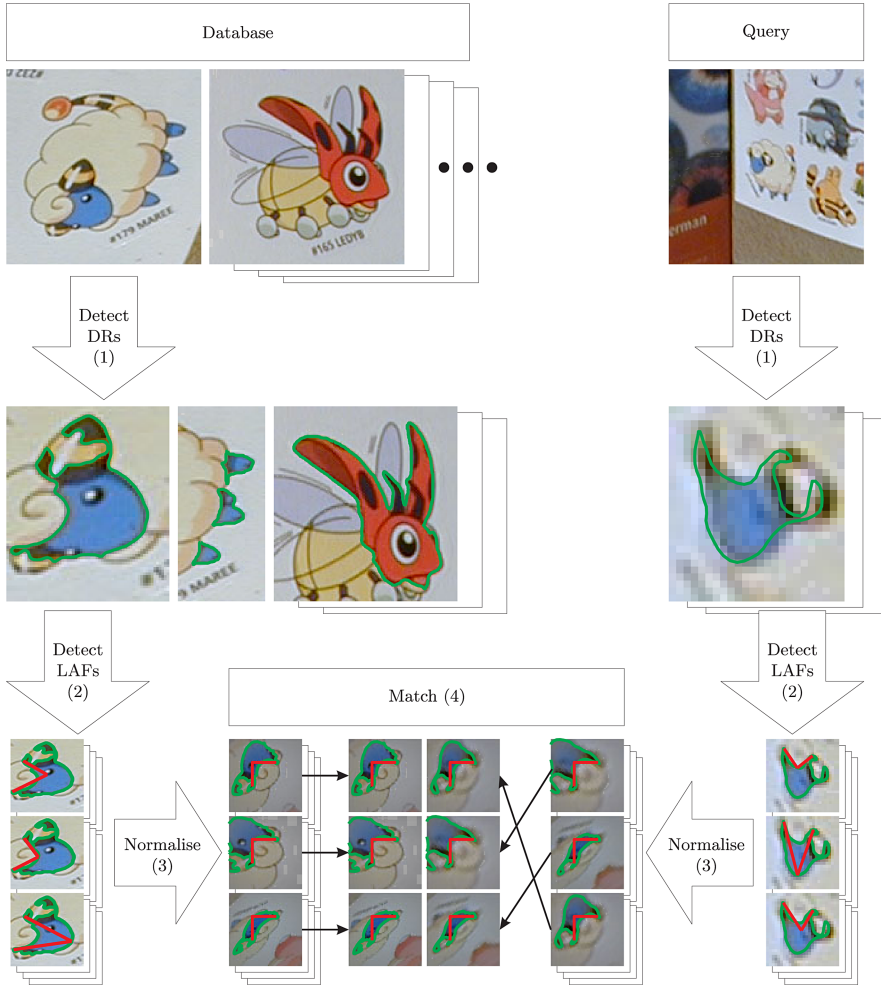 Database
Query
#222
#179 MAREE
#165 LEDYB
erman
Detect
DRs
(1)
Detect
DRs
(1)
9 MAREE
Detect
LAFs
(2)
Detect
LAFs
(2)
Match (4)
Normalise
(3)
Normalise
(3)